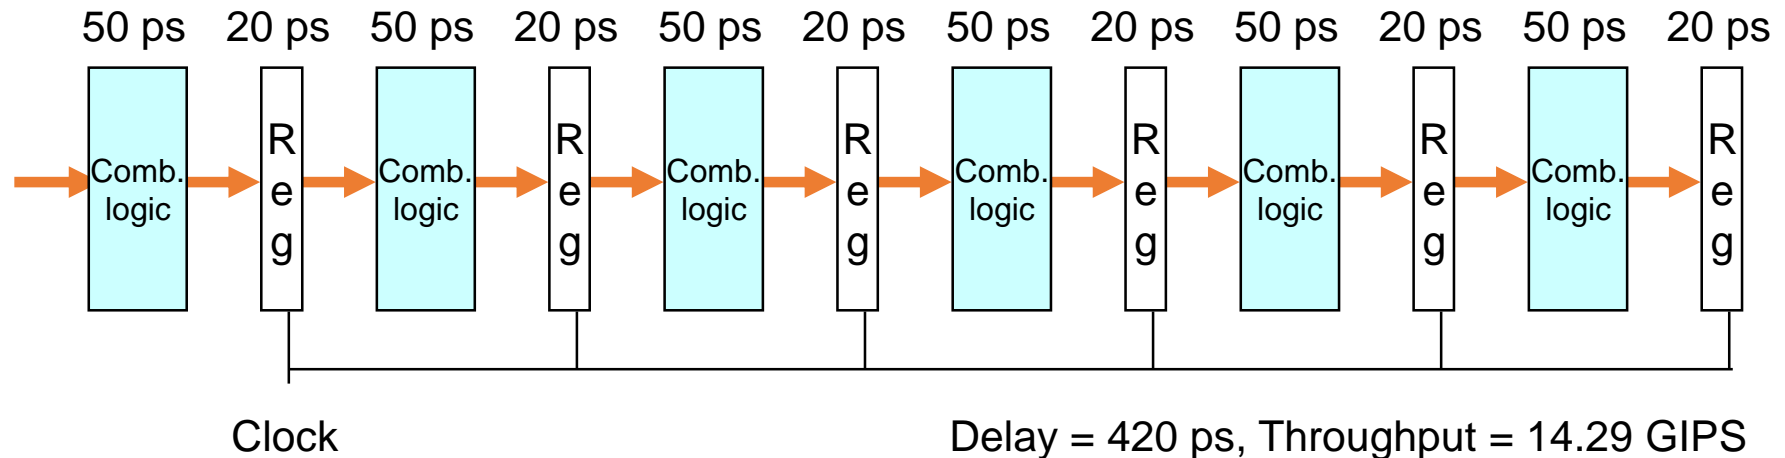 50 ps 20 ps 50 ps 20 ps 50 ps 20 ps 50 ps 20 ps 50 ps 20 ps 50 ps 20 ps
Comb.
logic
R
e
g
Comb.
logic
R
e
g
Comb.
logic
R
e
g
Comb.
logic
R
e
g
Comb.
logic
R
e
g
Comb.
logic
R
e
g
Clock
Delay = 420 ps, Throughput = 14.29 GIPS